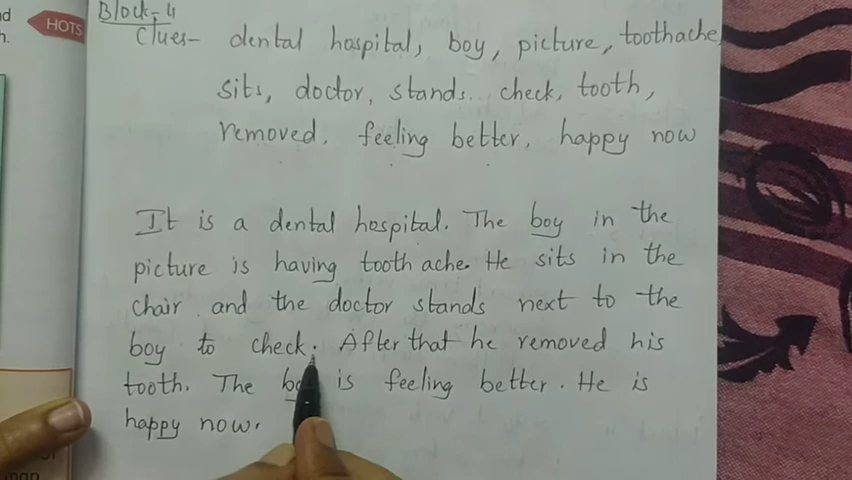 nd
h.
HOTS
Block-4
Clues- dental hospital, boy, picture, toothache,
sits, doctor, stands. check, tooth,
removed. feeling better, happy now
It is a dental hospital. The boy in the
picture is having tooth ache. He sits in the
chair and the doctor stands next to the
boy to check. After that he removed his
tooth. The is feeling better. He is
happy now.
man